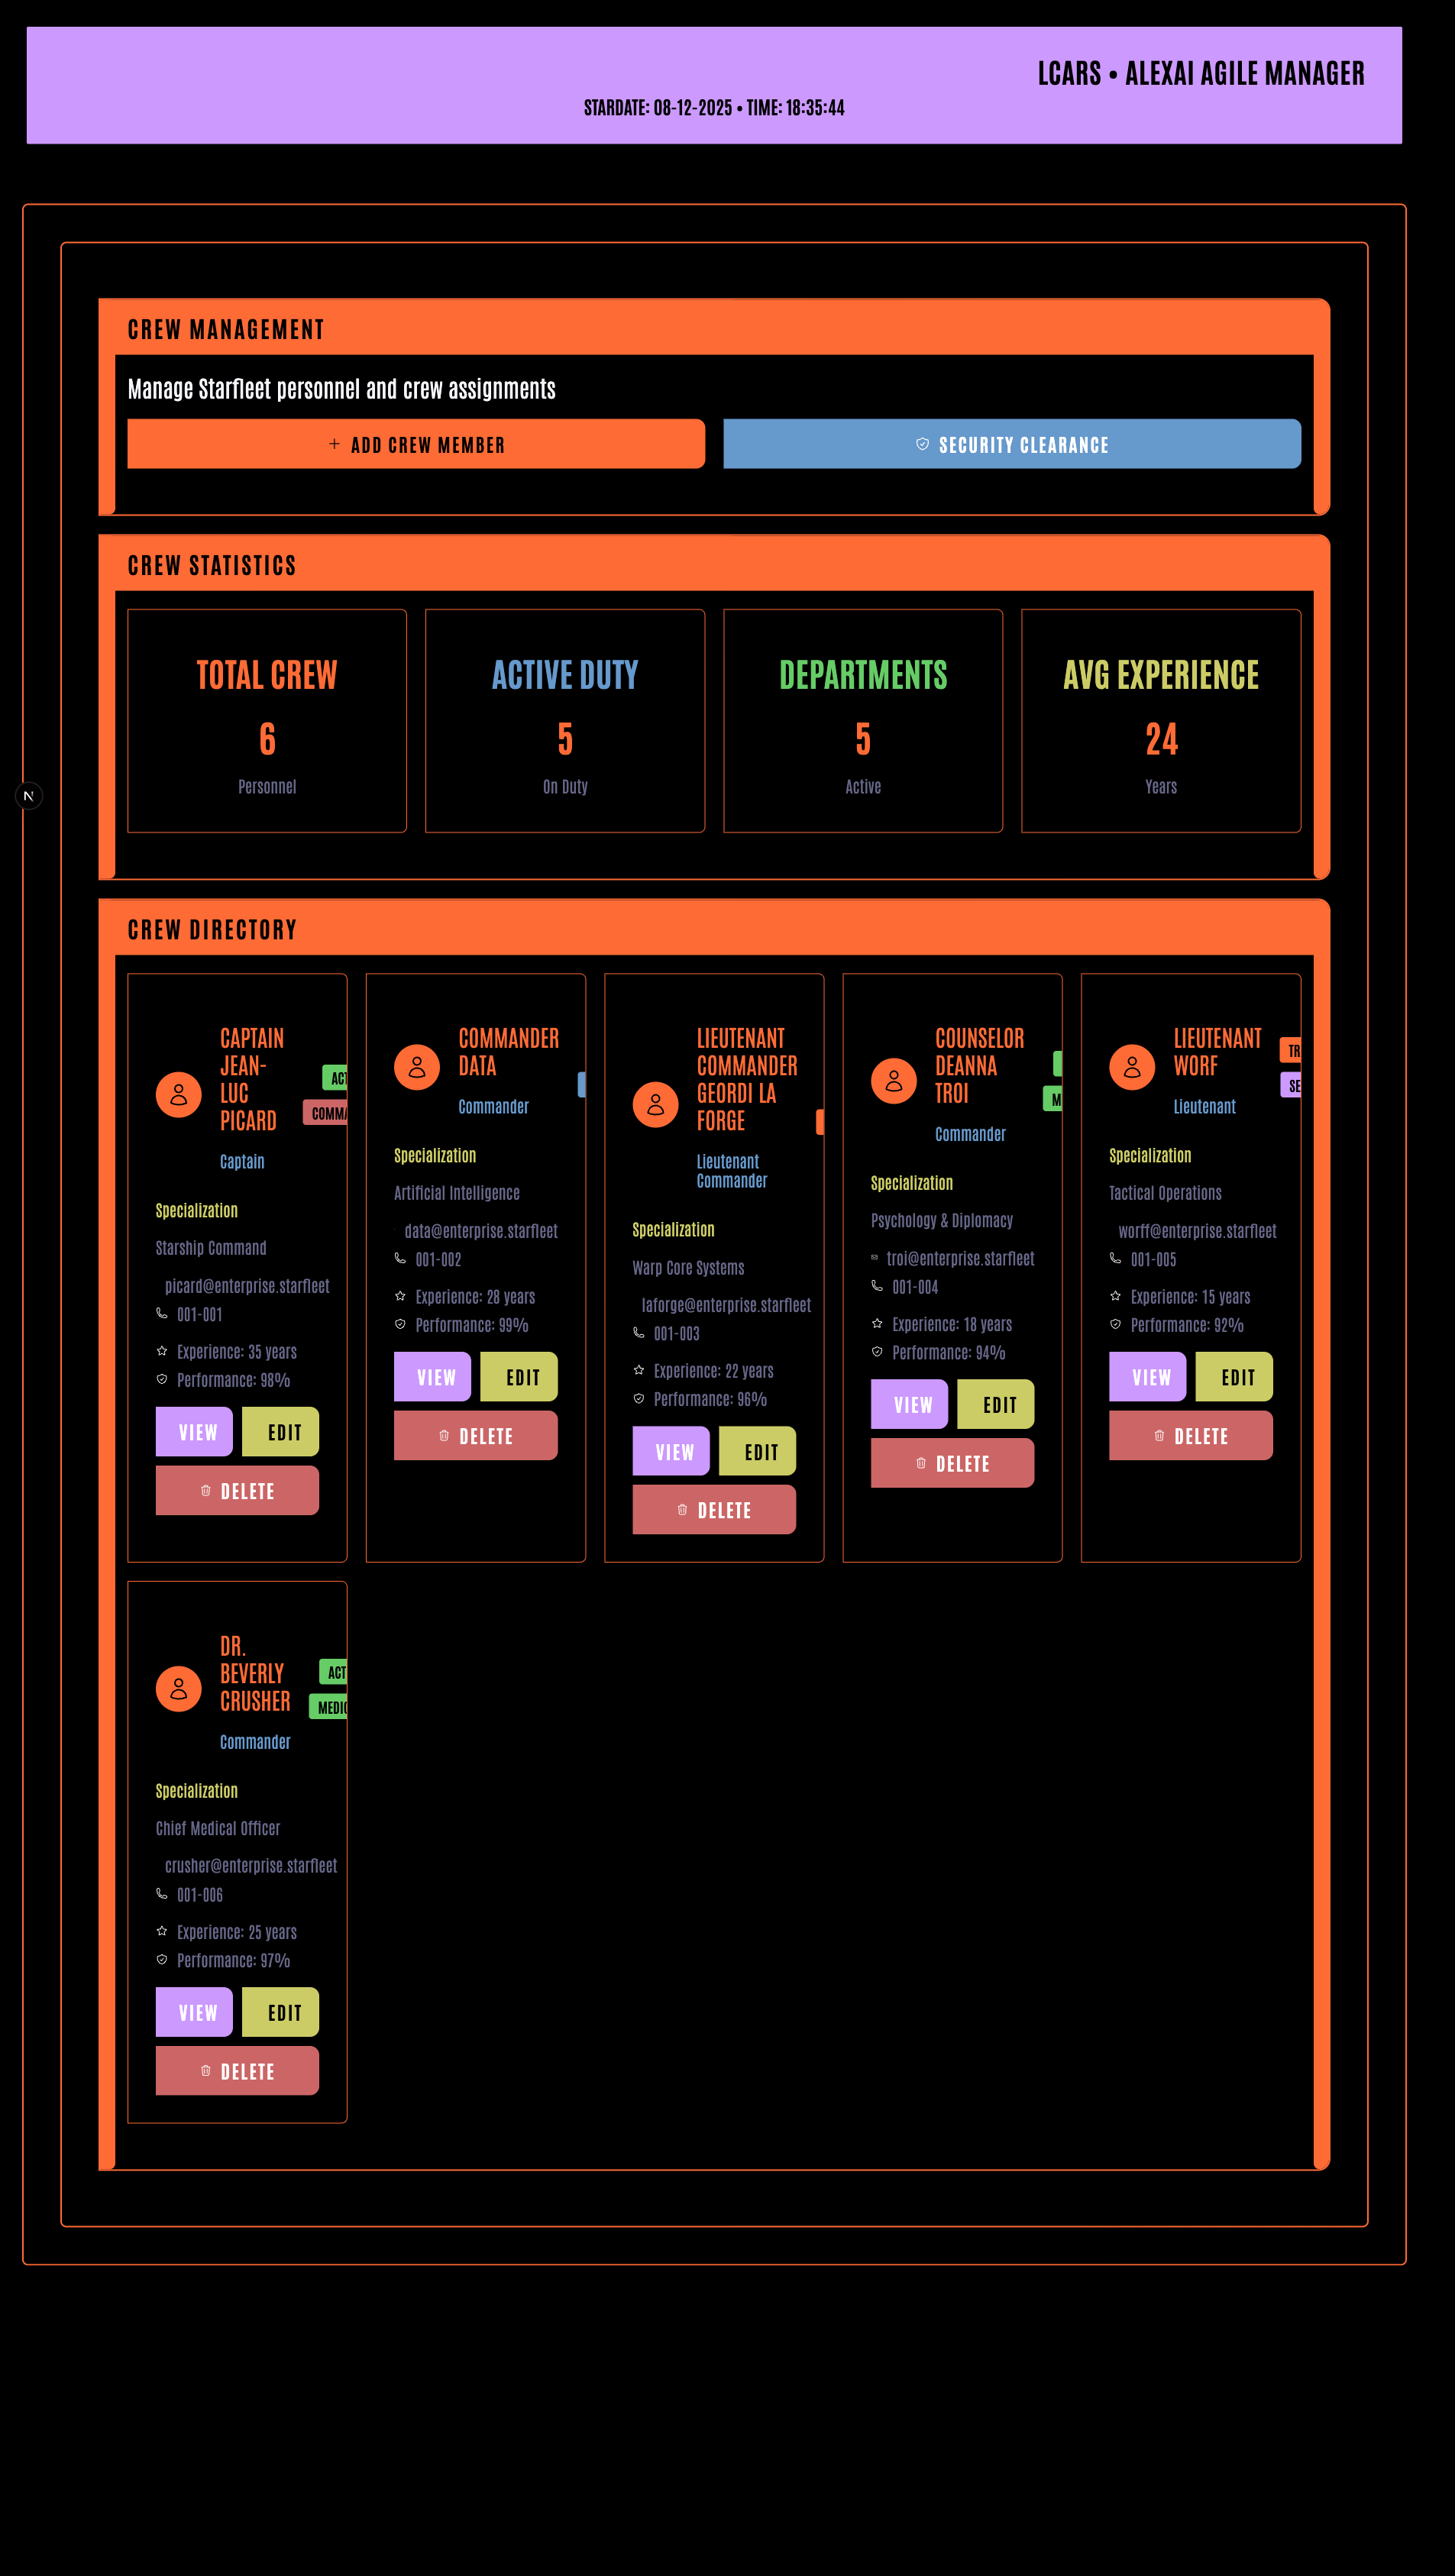 LCARS • ALEXAI AGILE MANAGER
STARDATE: 08-12-2025 • TIME: 18:35:44
CREW MANAGEMENT
Manage Starfleet personnel and crew assignments
ADD CREW MEMBER
SECURITY CLEARANCE
CREW STATISTICS
TOTAL CREW
6
Personnel
ACTIVE DUTY
5
On Duty
DEPARTMENTS
5
Active
AVG EXPERIENCE
24
Years
N
CREW DIRECTORY
CAPTAIN
JEAN-
LUC
PICARD
Captain
ACT
COMMA
Specialization
Starship Command
picard@enterprise.starfleet
001-001
Experience: 35 years
Performance: 98%
VIEW
EDIT
DELETE
COMMANDER
DATA
Commander
Specialization
Artificial Intelligence
data@enterprise.starfleet
001-002
Experience: 28 years
Performance: 99%
VIEW
EDIT
DELETE
LIEUTENANT
COMMANDER
GEORDI LA
FORGE
Lieutenant
Commander
Specialization
Warp Core Systems
laforge@enterprise.starfleet
001-003
Experience: 22 years
Performance: 96%
VIEW
EDIT
DELETE
COUNSELOR
DEANNA
TROI
Commander
M
Specialization
Psychology & Diplomacy
troi@enterprise.starfleet
001-004
Experience: 18 years
Performance: 94%
VIEW
EDIT
DELETE
LIEUTENANT
WORF
Lieutenant
TR
SE
Specialization
Tactical Operations
worff@enterprise.starfleet
001-005
Experience: 15 years
Performance: 92%
VIEW
EDIT
DELETE
DR.
BEVERLY
CRUSHER
Commander
ACT
MEDIC
Specialization
Chief Medical Officer
crusher@enterprise.starfleet
001-006
Experience: 25 years
Performance: 97%
VIEW
EDIT
DELETE